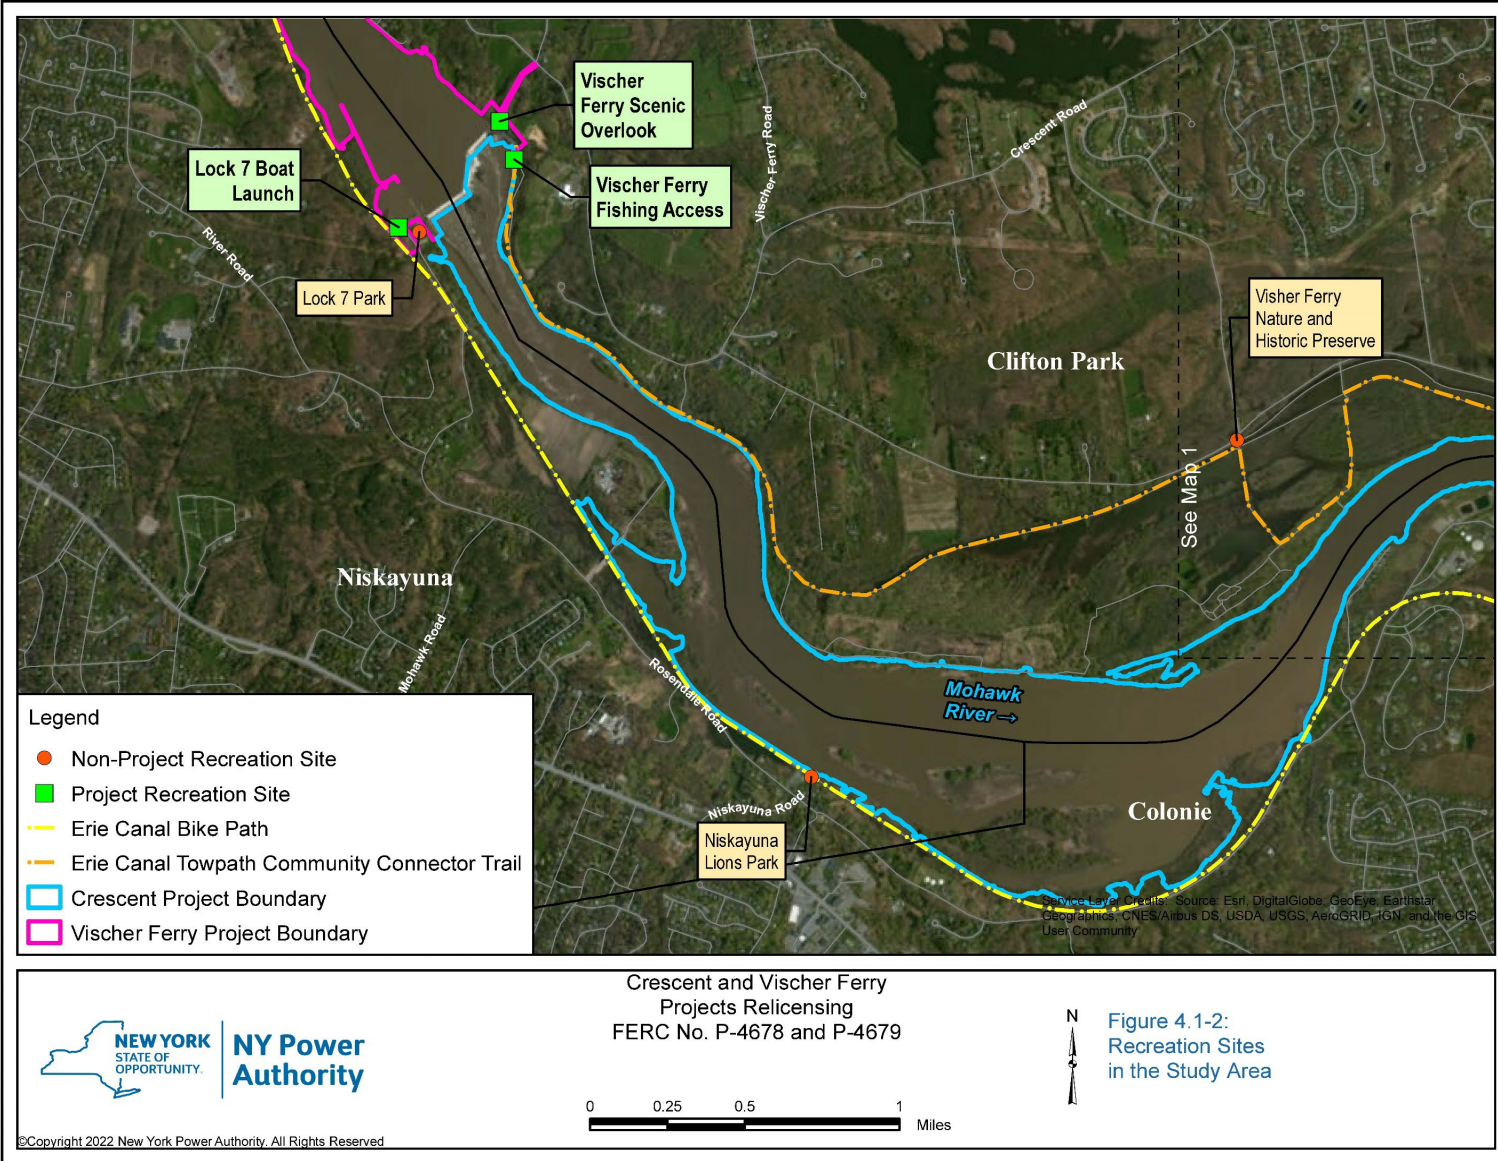 Vischer
Ferry Scenic
Overlook
Lock 7 Boat
Launch
Vischer Ferry
Fishing Access
Vischer Ferry Road
Crescent Road
River Road
Lock 7 Park
Visher Ferry
Nature and
Historic Preserve
Clifton Park
See Map 1
Niskayuna
Mohawk Road
Rosendale Road
Mohawk
River →
Niskayuna Road
Niskayuna
Lions Park
Colonie
Legend
Non-Project Recreation Site
Project Recreation Site
Erie Canal Bike Path
Erie Canal Towpath Community Connector Trail
Crescent Project Boundary
Vischer Ferry Project Boundary
Service Layer Credits: Source: Esri, DigitalGlobe, GeoEye, Earthstar
Geographics, CNES/Airbus DS, USDA, USGS, AeroGRID, IGN, and the GIS
User Community
NEW YORK
STATE OF
OPPORTUNITY.
NY Power
Authority
©Copyright 2022 New York Power Authority. All Rights Reserved
Crescent and Vischer Ferry
Projects Relicensing
FERC No. P-4678 and P-4679
0 0.25 0.5 1
Miles
N
Figure 4.1-2:
Recreation Sites
in the Study Area